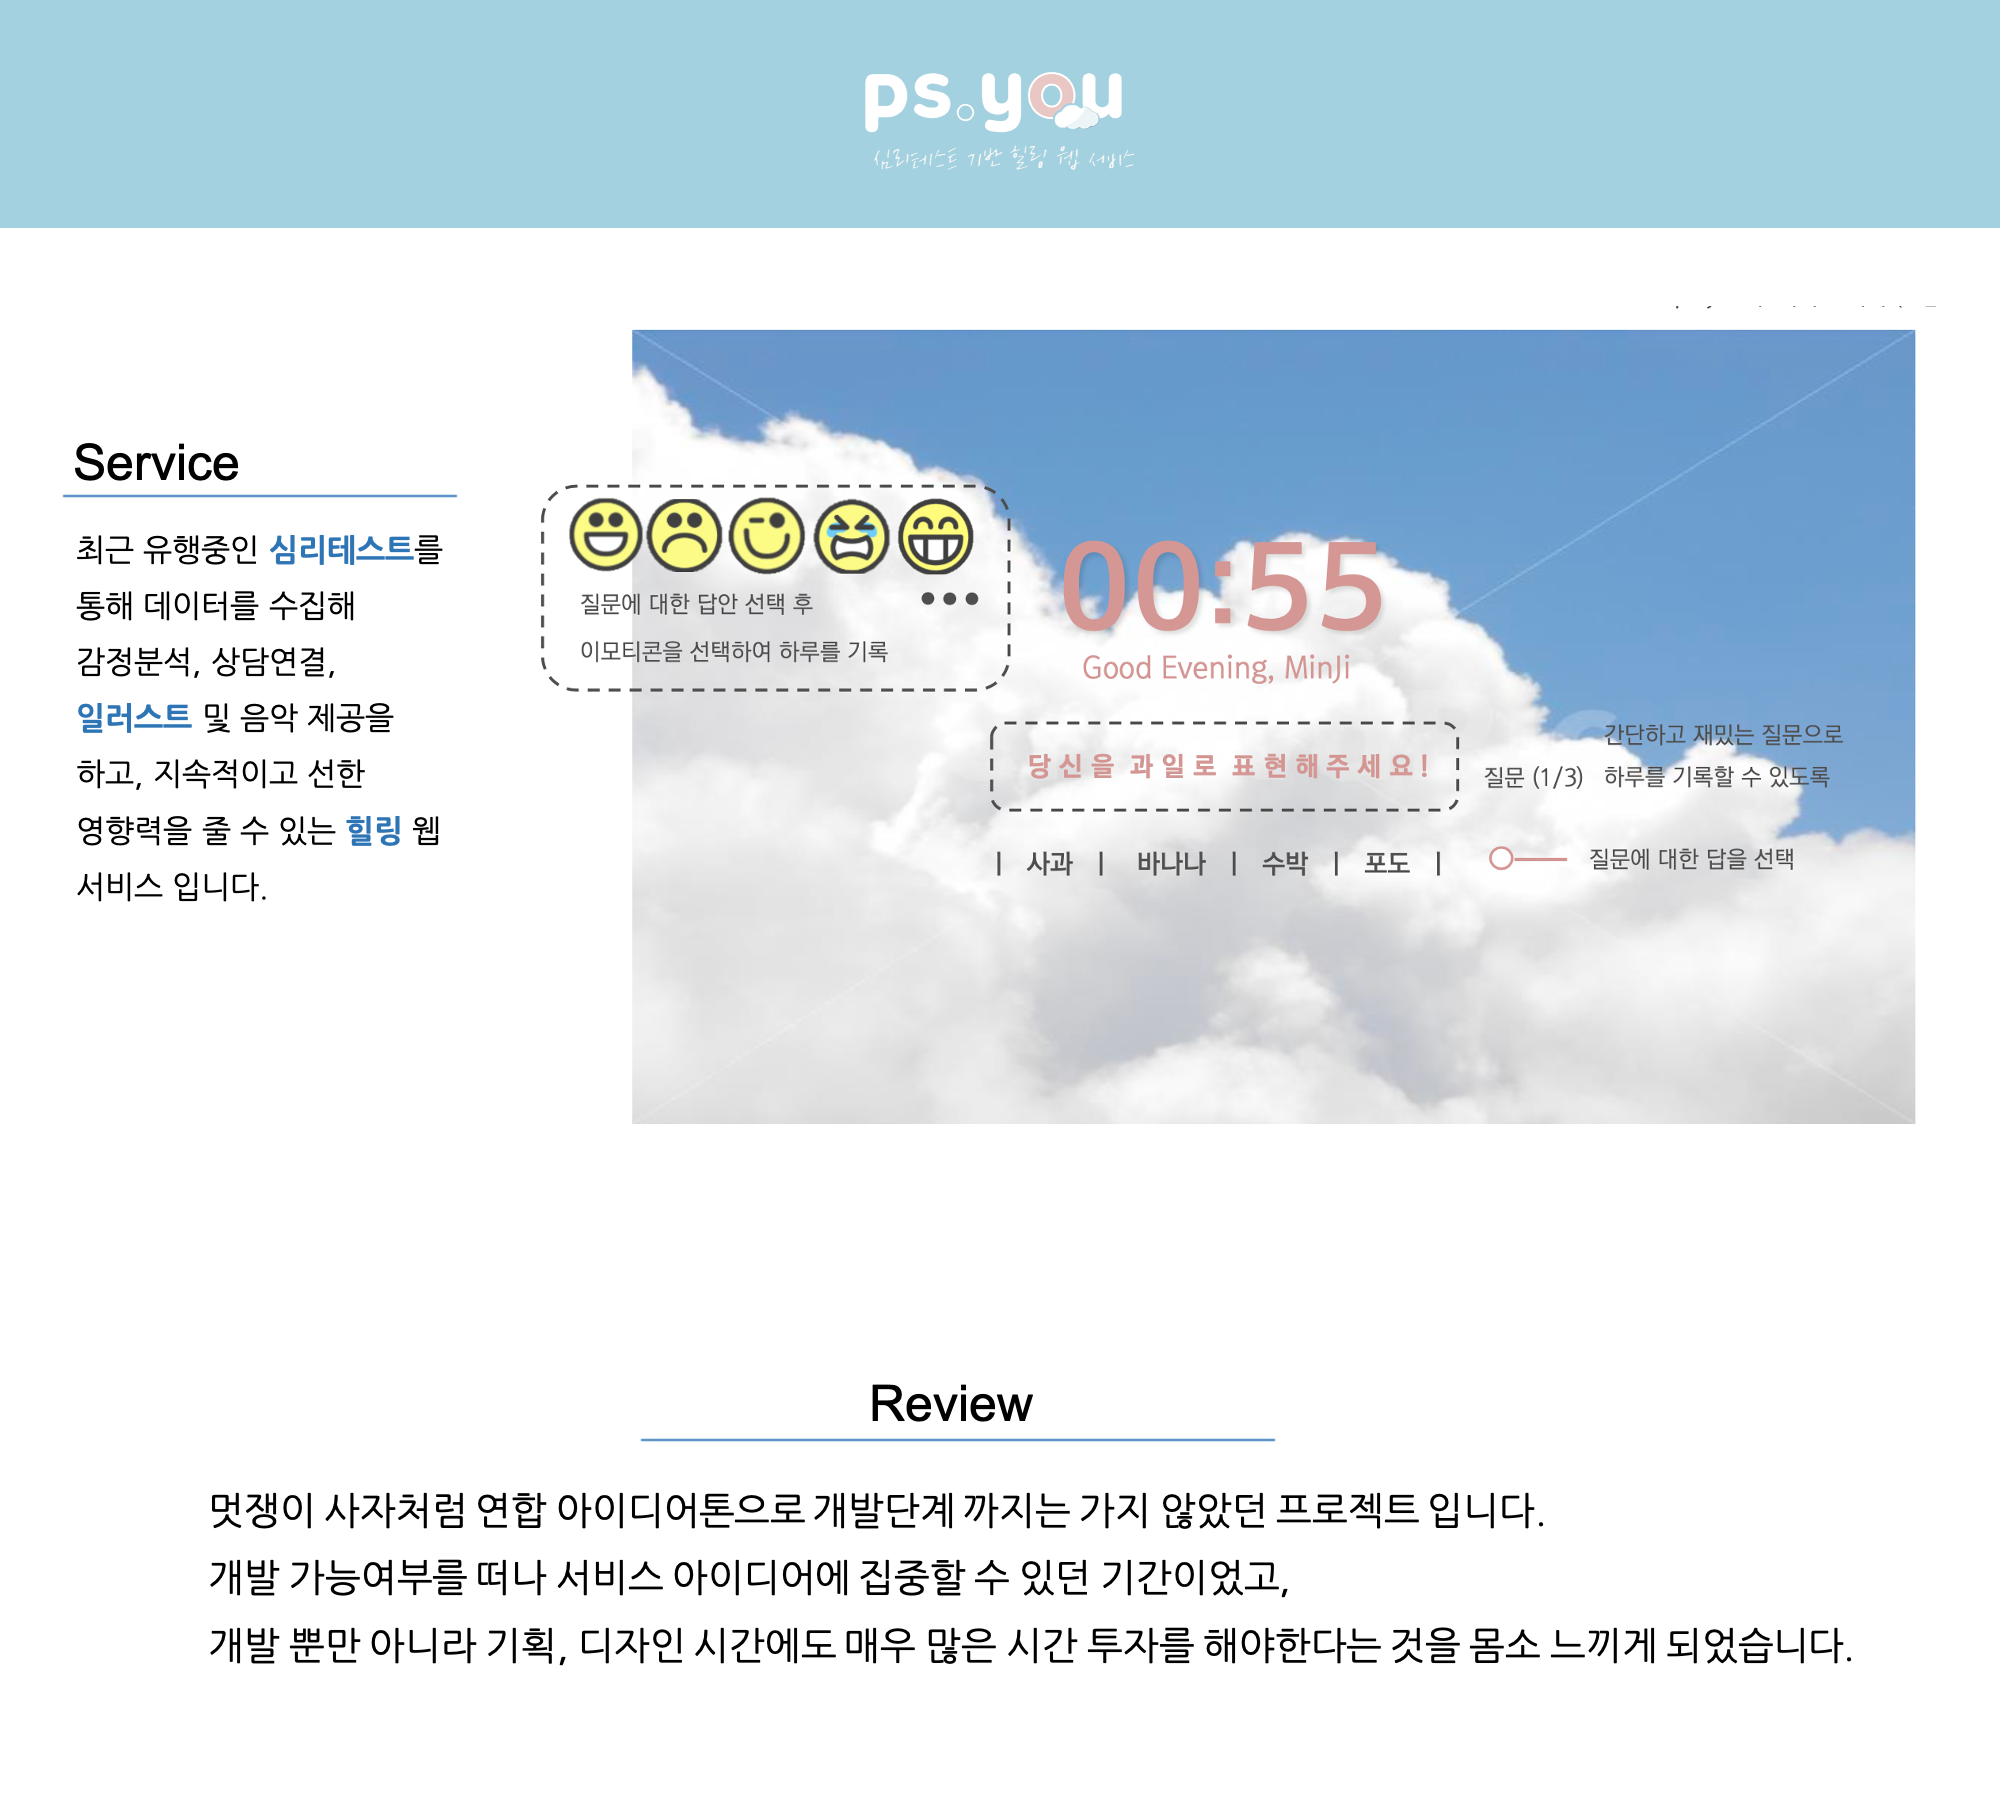 ps.you
심리테스트 기반 힐링 웹 서비스
Service
최근 유행중인 심리테스트를
통해 데이터를 수집해
감정분석, 상담연결,
일러스트 및 음악 제공을
하고, 지속적이고 선한
영향력을 줄 수 있는 힐링 웹
서비스 입니다.
질문에 대한 답안 선택 후
이모티콘을 선택하여 하루를 기록
00:55
Good Evening, MinJi
당신을 과일로 표현해주세요!
질문 (1/3)
간단하고 재밌는 질문으로
하루를 기록할 수 있도록
| 사과 | 바나나 | 수박 | 포도 |
질문에 대한 답을 선택
Review
멋쟁이 사자처럼 연합 아이디어톤으로 개발단계 까지는 가지 않았던 프로젝트 입니다.
개발 가능여부를 떠나 서비스 아이디어에 집중할 수 있던 기간이었고,
개발 뿐만 아니라 기획, 디자인 시간에도 매우 많은 시간 투자를 해야한다는 것을 몸소 느끼게 되었습니다.